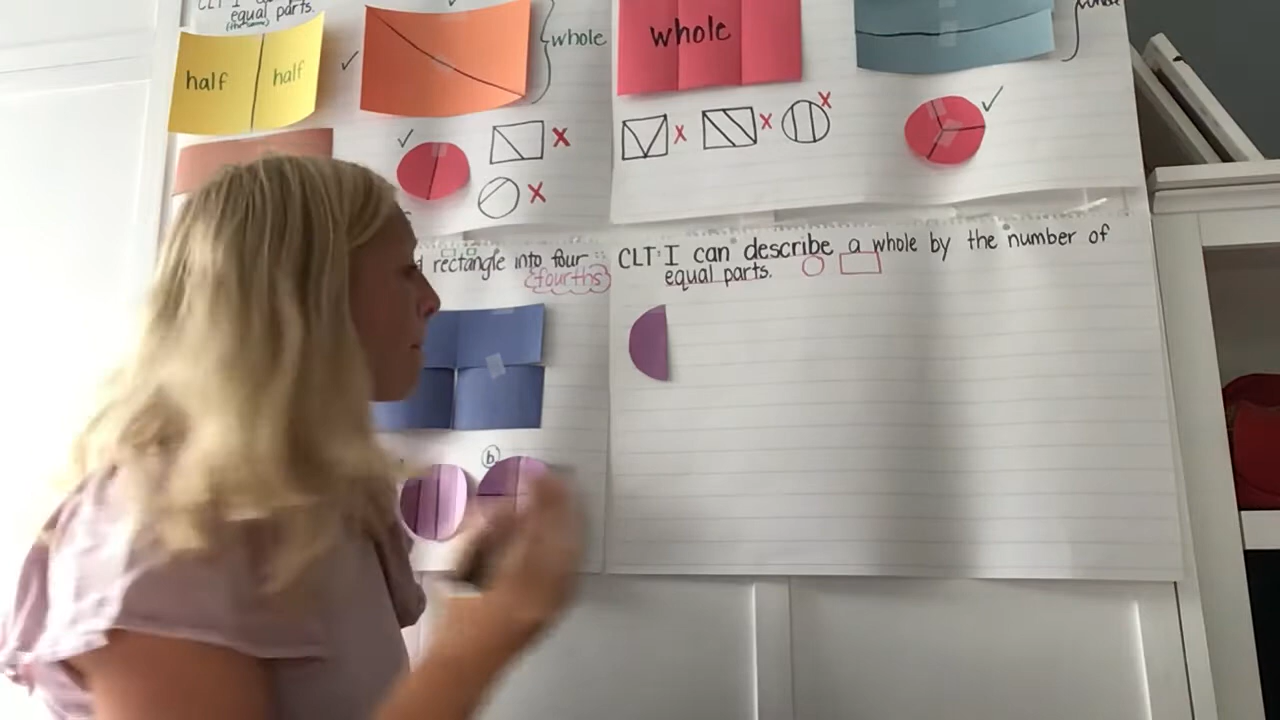 CLT I
equal parts.
half
half
whole
whole
rectangle into four
fourths
b
CLT: I can describe a whole by the number of
equal parts.